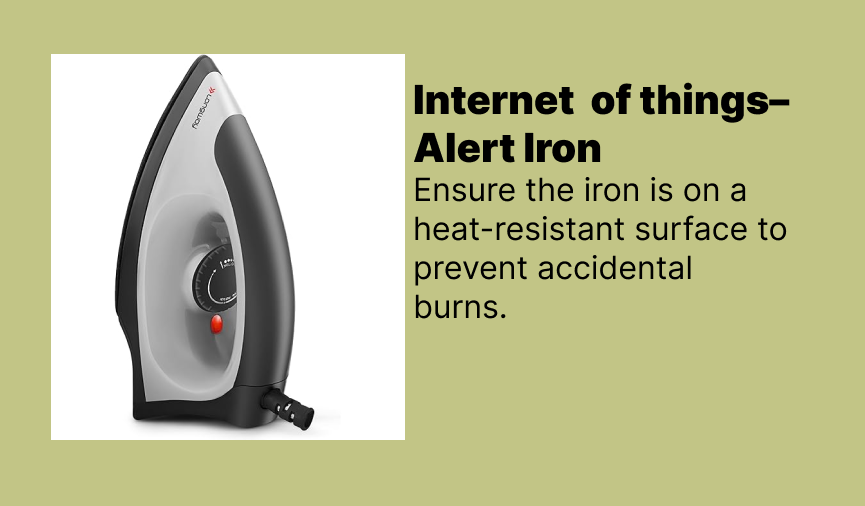 Internet of things–
Alert Iron
Ensure the iron is on a
heat-resistant surface to
prevent accidental
burns.